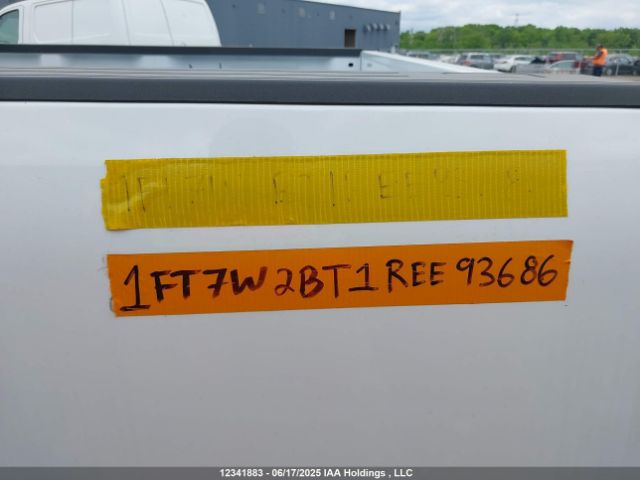 1FT7W2BT1REE93686
12341883 - 06/17/2025 IAA Holdings , LLC